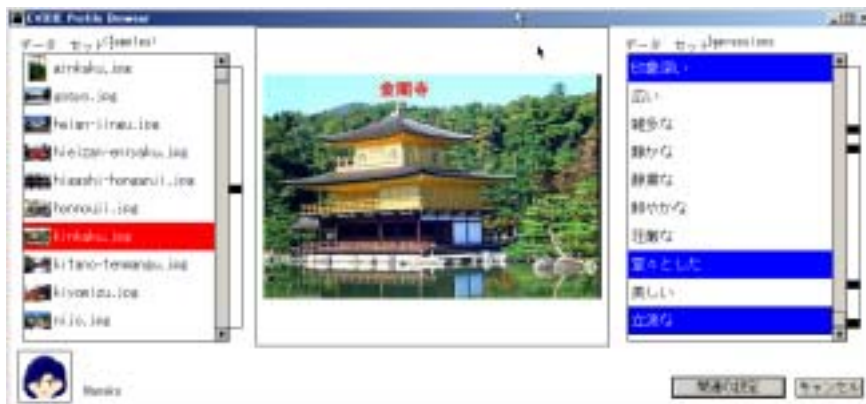 Profile Browser
データ セット
ginkaku.jpg
gosyo.jpg
heian-jingu.jpg
hieizan-enryaku.jpg
higashi-honganji.jpg
honnouji.jpg
kinkaku.jpg
kitano-tenmangu.jpg
kiyomizu.jpg
nijo.jpg
金閣寺
データ セット
印象深い
広い
雑多な
静かな
静粛な
鮮やかな
荘厳な
堂々とした
美しい
立派な
キャンセル